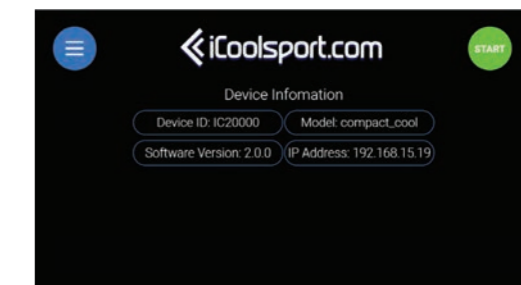 iCoolsport.com
START
Device Infomation
Device ID: IC20000 Model: compact_cool
Software Version: 2.0.0 IP Address: 192.168.15.19